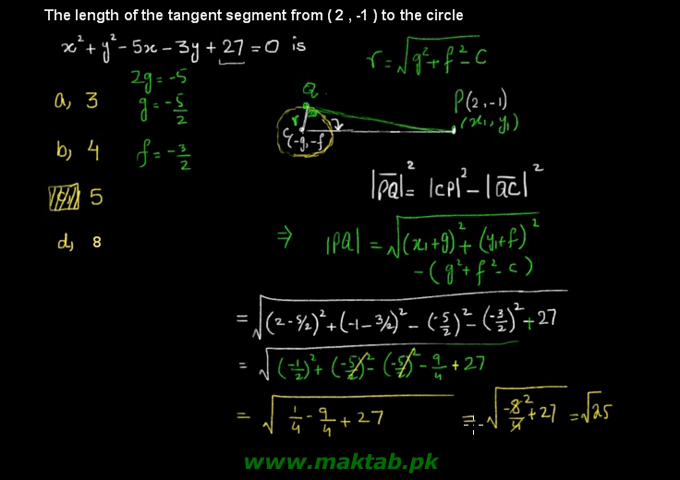 The length of the tangent segment from ( 2 , -1 ) to the circle
x² + y² - 5x - 3y + 27 = 0 is
r = √(g² + f² - C)
2g = -5
a, 3
g = -5/2
Q
P(2, -1)
(x₁, y₁)
r
C(-g, -f)
b, 4
f = -3/2
5
|PQ|² = |CP|² - |QC|²
d, 8
⇒ |PQ| = √((x₁+g)² + (y₁+f)²
- (g² + f² - c)
= √((2 - 5/2)² + (-1 - 3/2)² - (-5/2)² - (-3/2)² + 27
= √((-1/2)² + (-5/2)² - (-5/2)² - 9/4 + 27
= √(1/4 - 9/4 + 27 = √(-8/4 2 + 27 = √25
www.maktab.pk